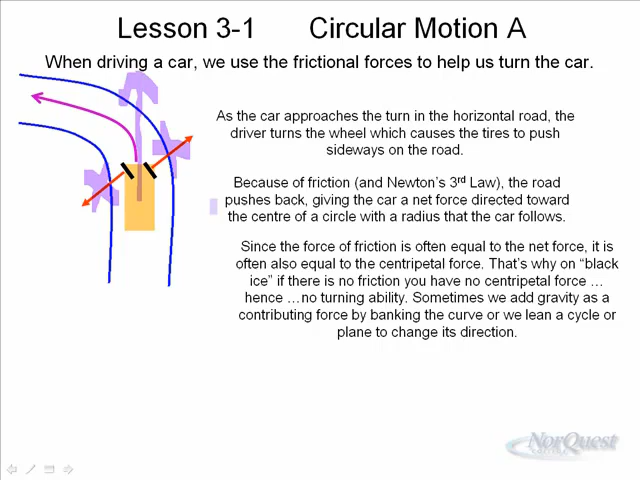 Lesson 3-1 Circular Motion A
When driving a car, we use the frictional forces to help us turn the car.
As the car approaches the turn in the horizontal road, the
driver turns the wheel which causes the tires to push
sideways on the road.
Because of friction (and Newton's 3rd Law), the road
pushes back, giving the car a net force directed toward
the centre of a circle with a radius that the car follows.
Since the force of friction is often equal to the net force, it is
often also equal to the centripetal force. That's why on "black
ice" if there is no friction you have no centripetal force …
hence …no turning ability. Sometimes we add gravity as a
contributing force by banking the curve or we lean a cycle or
plane to change its direction.
NorQuest